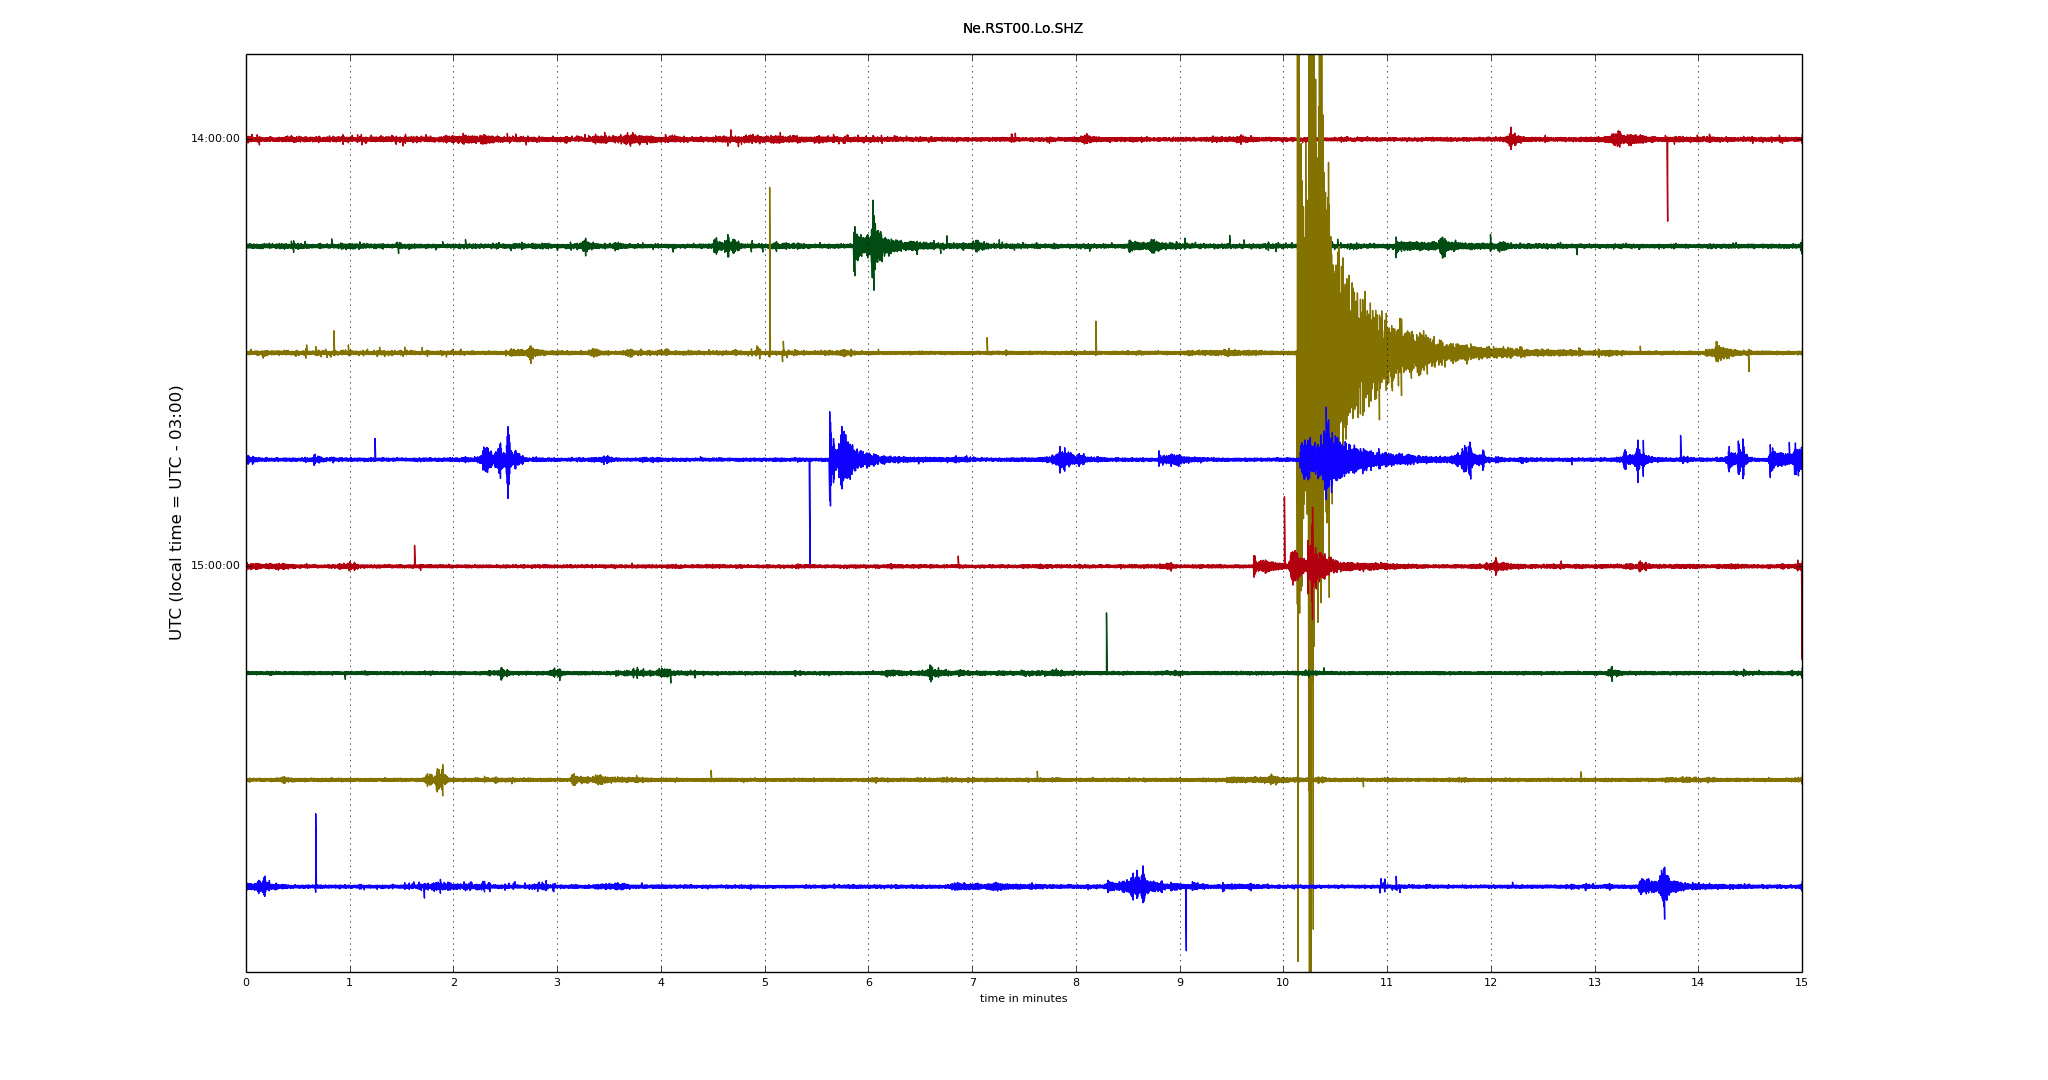 Ne.RST00.Lo.SHZ
14:00:00
UTC (local time = UTC - 03:00)
15:00:00
0 1 2 3 4 5 6 7 8 9 10 11 12 13 14 15
time in minutes